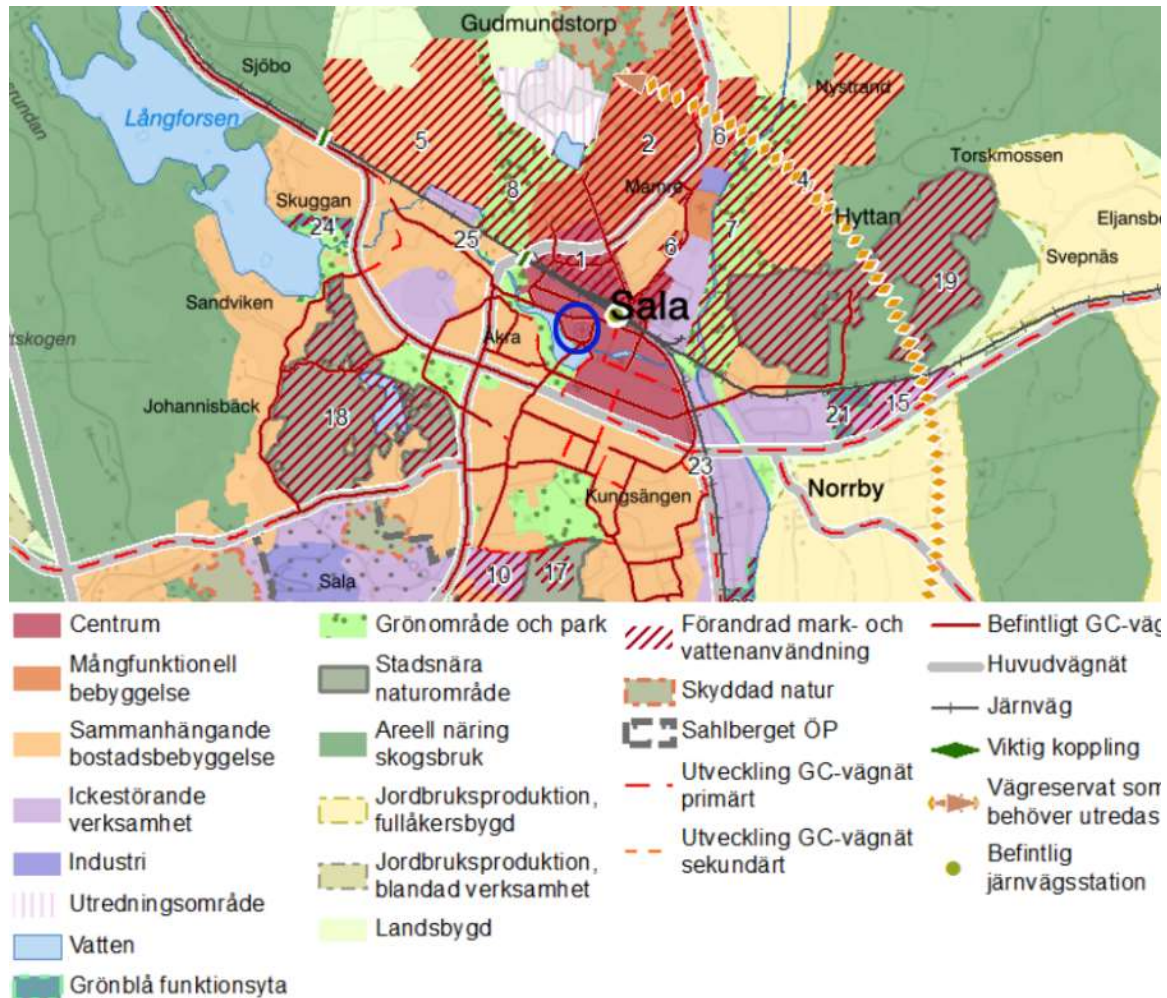 Gudmundstorp
Sjöbo
Nystrand
Långforsen
5
2
6
Torskmossen
4
Mamre
8
Skuggan
7
Hyttan
Eljansbo
24
25
6
Svepnäs
1
19
Sandviken
Sala
Åkra
Johannisbäck
18
21
15
23
Kungsängen
Norrby
Sala
10
17
Centrum
Mångfunktionell
bebyggelse
Sammanhängande
bostadsbebyggelse
Ickestörande
verksamhet
Industri
Utredningsområde
Vatten
Grönblå funktionsyta
Grönområde och park
Stadsnära
naturområde
Areell näring
skogsbruk
Jordbruksproduktion,
fullåkersbygd
Jordbruksproduktion,
blandad verksamhet
Landsbygd
Förandrad mark- och
vattenanvändning
Skyddad natur
Sahlberget ÖP
Utveckling GC-vägnät
primärt
Utveckling GC-vägnät
sekundärt
Befintligt GC-väg
Huvudvägnät
Järnväg
Viktig koppling
Vägreservat som
behöver utredas
Befintlig
järnvägsstation